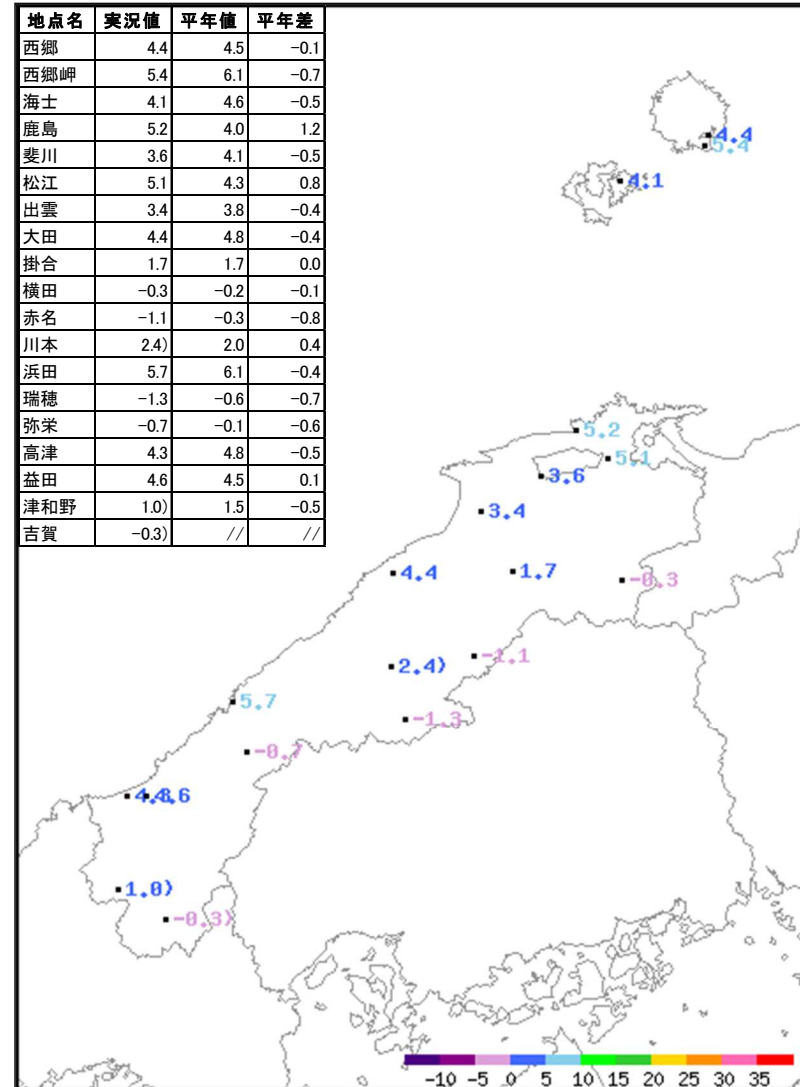 地点名 実況値 平年値 平年差
西郷 4.4 4.5 −0.1
西郷岬 5.4 6.1 −0.7
海士 4.1 4.6 −0.5
鹿島 5.2 4.0 1.2
斐川 3.6 4.1 −0.5
松江 5.1 4.3 0.8
出雲 3.4 3.8 −0.4
大田 4.4 4.8 −0.4
掛合 1.7 1.7 0.0
横田 −0.3 −0.2 −0.1
赤名 −1.1 −0.3 −0.8
川本 2.4) 2.0 0.4
浜田 5.7 6.1 −0.4
瑞穂 −1.3 −0.6 −0.7
弥栄 −0.7 −0.1 −0.6
高津 4.3 4.8 −0.5
益田 4.6 4.5 0.1
津和野 1.0) 1.5 −0.5
吉賀 −0.3) // //
4.4
5.4
4.1
5.2
5.1
3.6
3.4
4.4
1.7
-0.3
-1.1
2.4)
-1.3
5.7
-0.7
4.3
4.6
1.0)
-0.3)
-10 -5 0 5 10 15 20 25 30 35